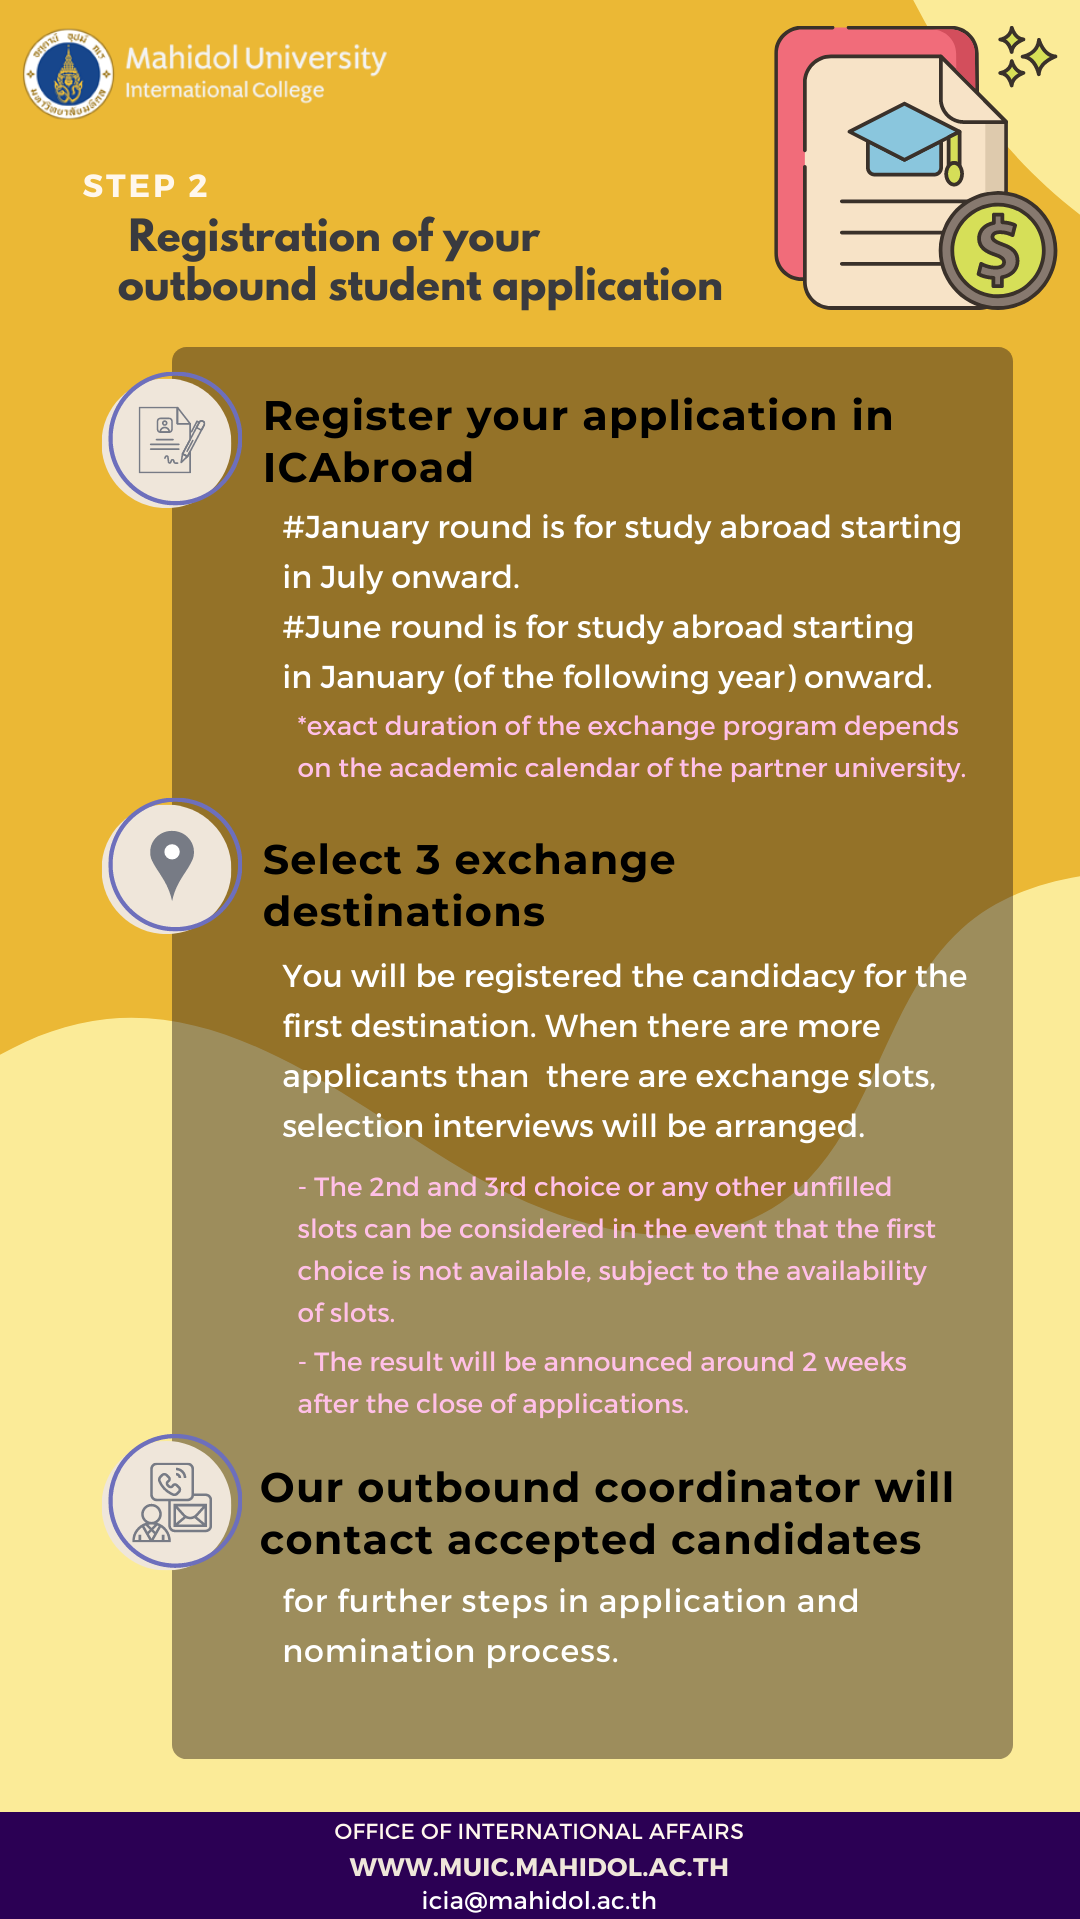 Mahidol University
International College
STEP 2
Registration of your
outbound student application
$
Register your application in
ICAbroad
#January round is for study abroad starting
in July onward.
#June round is for study abroad starting
in January (of the following year) onward.
*exact duration of the exchange program depends
on the academic calendar of the partner university.
Select 3 exchange
destinations
You will be registered the candidacy for the
first destination. When there are more
applicants than there are exchange slots,
selection interviews will be arranged.
- The 2nd and 3rd choice or any other unfilled
slots can be considered in the event that the first
choice is not available, subject to the availability
of slots.
- The result will be announced around 2 weeks
after the close of applications.
Our outbound coordinator will
contact accepted candidates
for further steps in application and
nomination process.
OFFICE OF INTERNATIONAL AFFAIRS
WWW.MUIC.MAHIDOL.AC.TH
icia@mahidol.ac.th